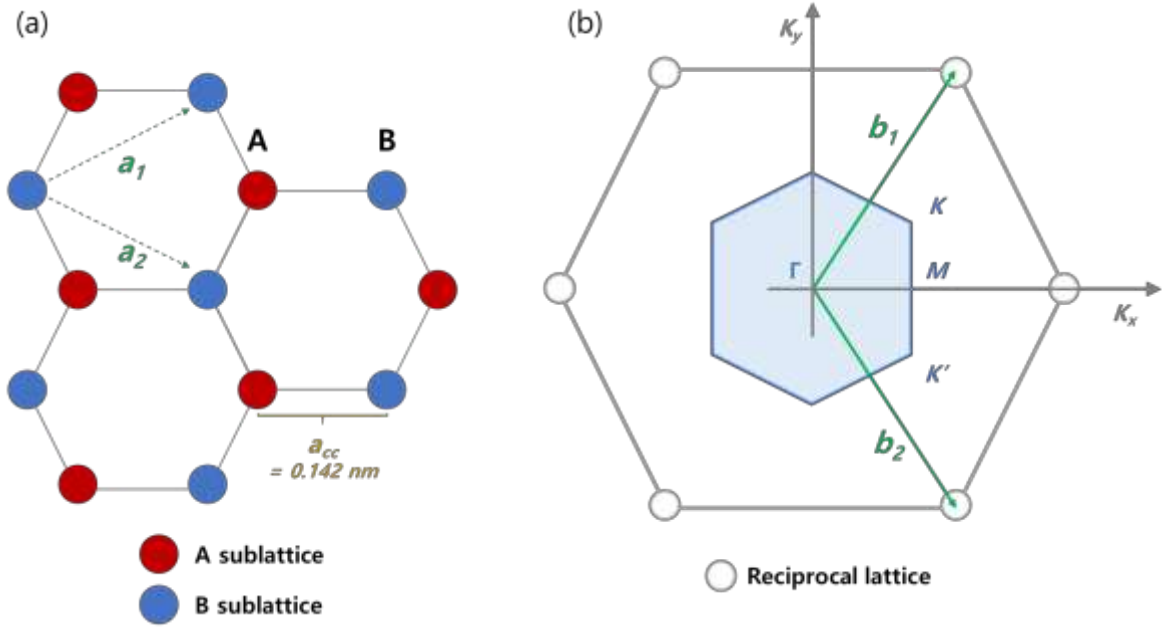 (a)
a1
a2
A
B
acc
= 0.142 nm
A sublattice
B sublattice
(b)
Ky
b1
K
Γ
M
Kx
K′
b2
Reciprocal lattice